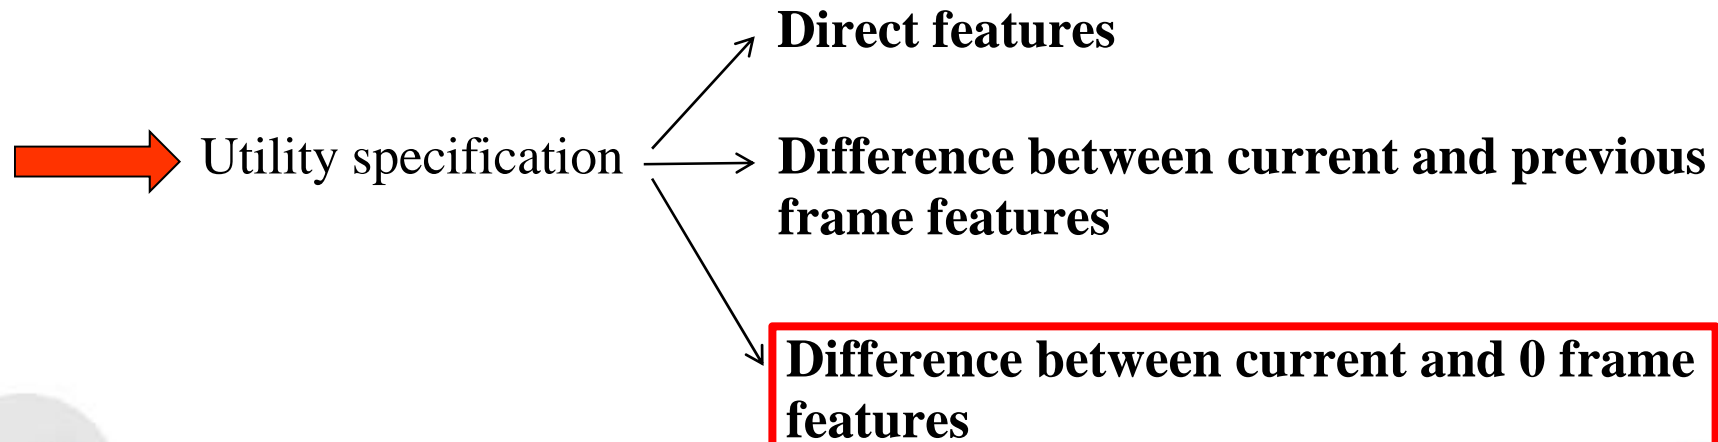 Direct features
Utility specification
Difference between current and previous
frame features
Difference between current and 0 frame
features